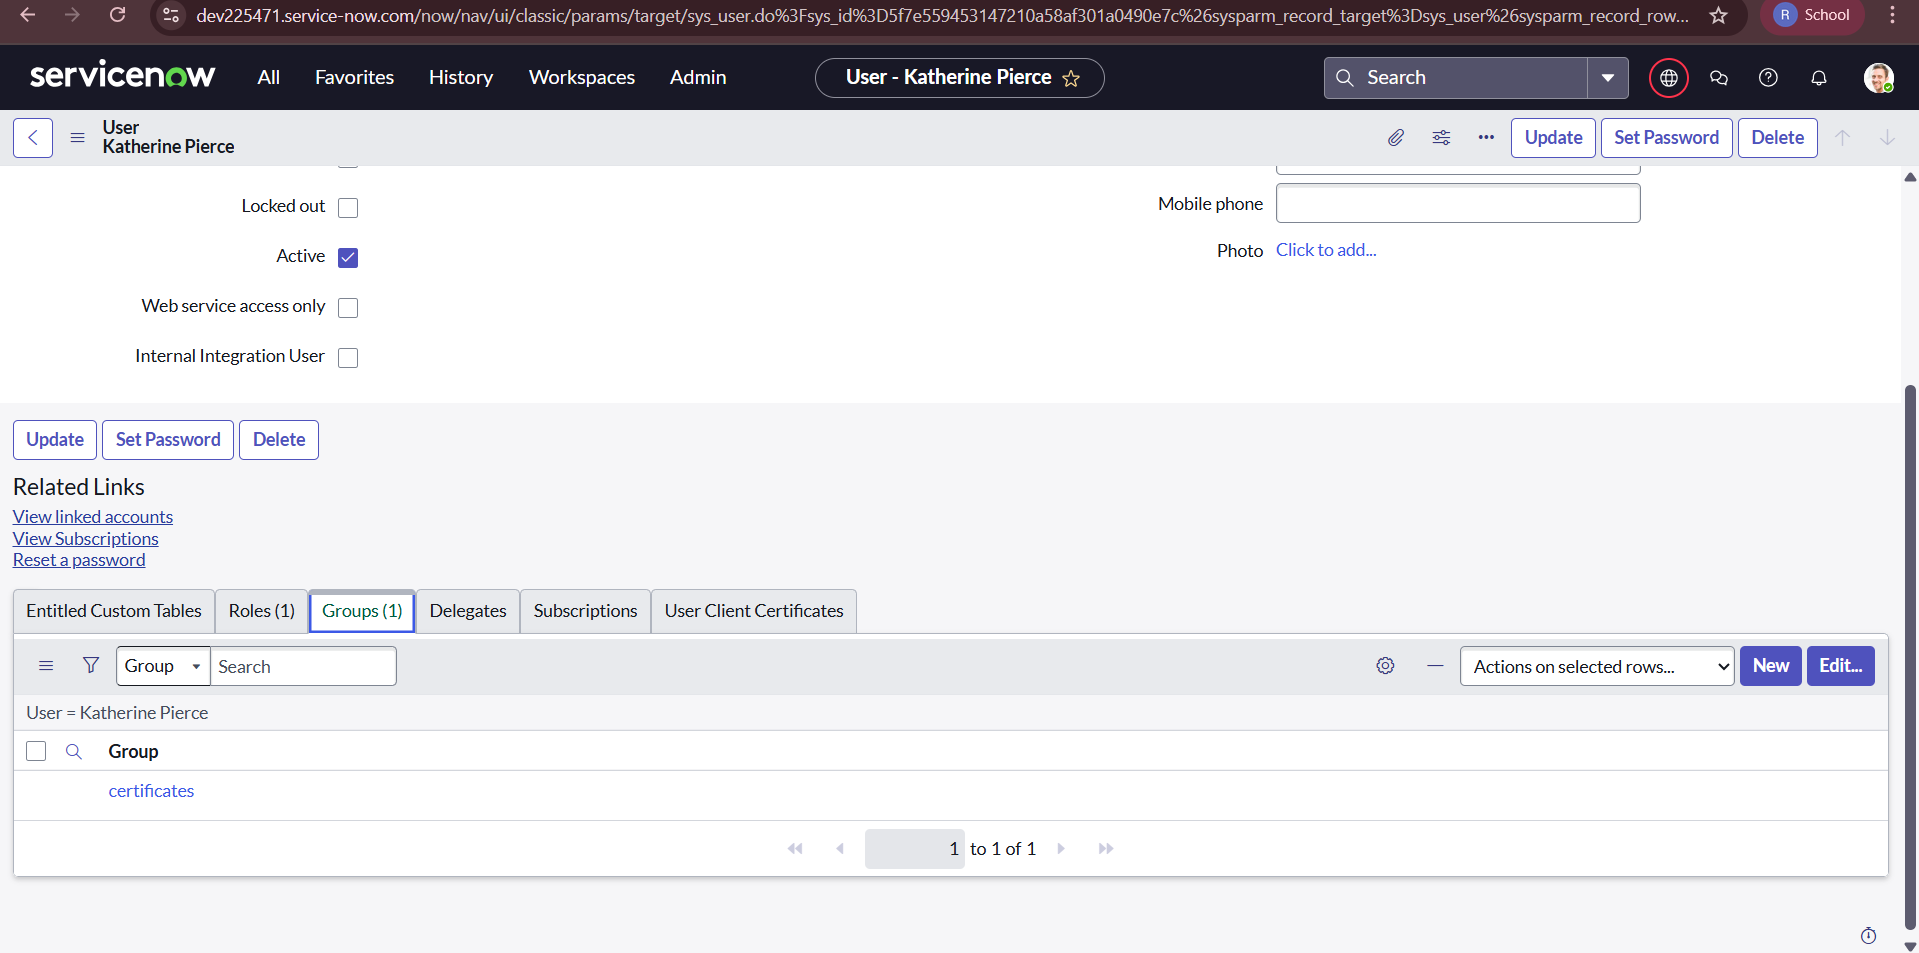 dev225471.service-now.com/now/nav/ui/classic/params/target/sys_user.do%3Fsys_id%3D5f7e559453147210a58af301a0490e7c%26sysparm_record_target%3Dsys_user%26sysparm_record_row...
R School
servicenow All Favorites History Workspaces Admin User - Katherine Pierce Search
User
Katherine Pierce
Update Set Password Delete
Locked out
Mobile phone
Active
Photo Click to add...
Web service access only
Internal Integration User
Update Set Password Delete
Related Links
View linked accounts
View Subscriptions
Reset a password
Entitled Custom Tables Roles (1) Groups (1) Delegates Subscriptions User Client Certificates
Group Search Actions on selected rows... New Edit...
User = Katherine Pierce
Group
certificates
1 to 1 of 1